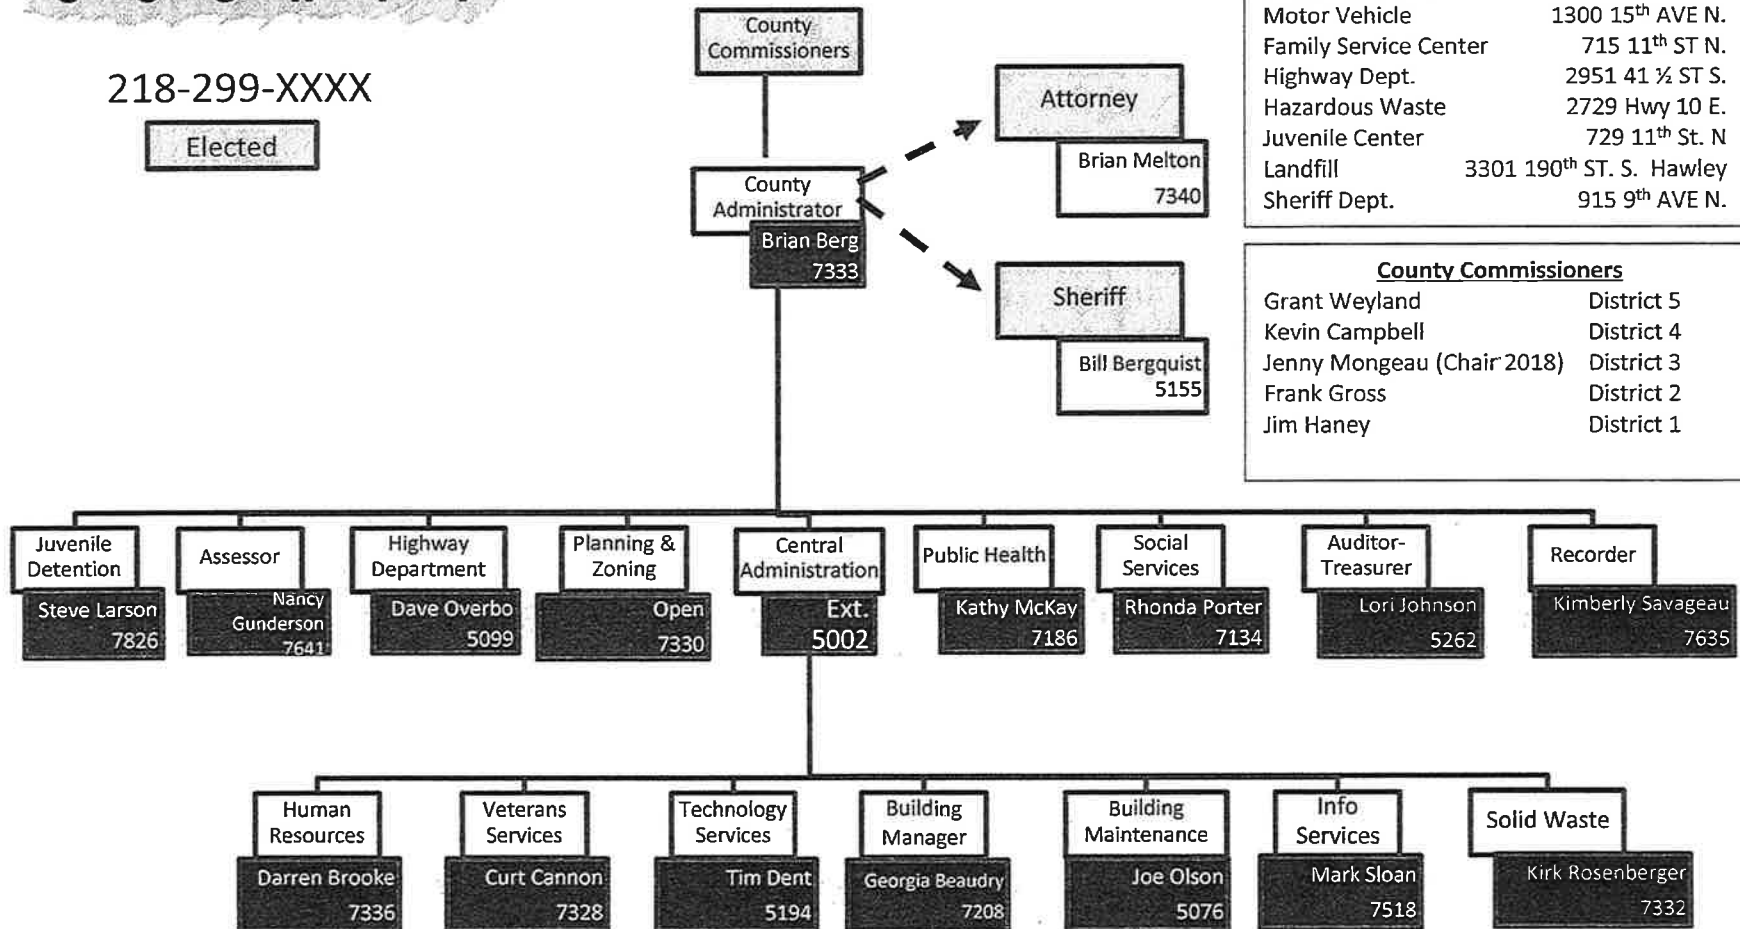 218-299-XXXX
Elected
County
Commissioners
County
Administrator
Brian Berg
7333
Attorney
Brian Melton
7340
Sheriff
Bill Bergquist
5155
Motor Vehicle 1300 15th AVE N.
Family Service Center 715 11th ST N.
Highway Dept. 2951 41 ½ ST S.
Hazardous Waste 2729 Hwy 10 E.
Juvenile Center 729 11th St. N
Landfill 3301 190th ST. S. Hawley
Sheriff Dept. 915 9th AVE N.
County Commissioners
Grant Weyland District 5
Kevin Campbell District 4
Jenny Mongeau (Chair 2018) District 3
Frank Gross District 2
Jim Haney District 1
Juvenile
Detention
Steve Larson
7826
Assessor
Nancy
Gunderson
7641
Highway
Department
Dave Overbo
5099
Planning &
Zoning
Open
7330
Central
Administration
Ext.
5002
Public Health
Kathy McKay
7186
Social
Services
Rhonda Porter
7134
Auditor-
Treasurer
Lori Johnson
5262
Recorder
Kimberly Savageau
7635
Human
Resources
Darren Brooke
7336
Veterans
Services
Curt Cannon
7328
Technology
Services
Tim Dent
5194
Building
Manager
Georgia Beaudry
7208
Building
Maintenance
Joe Olson
5076
Info
Services
Mark Sloan
7518
Solid Waste
Kirk Rosenberger
7332